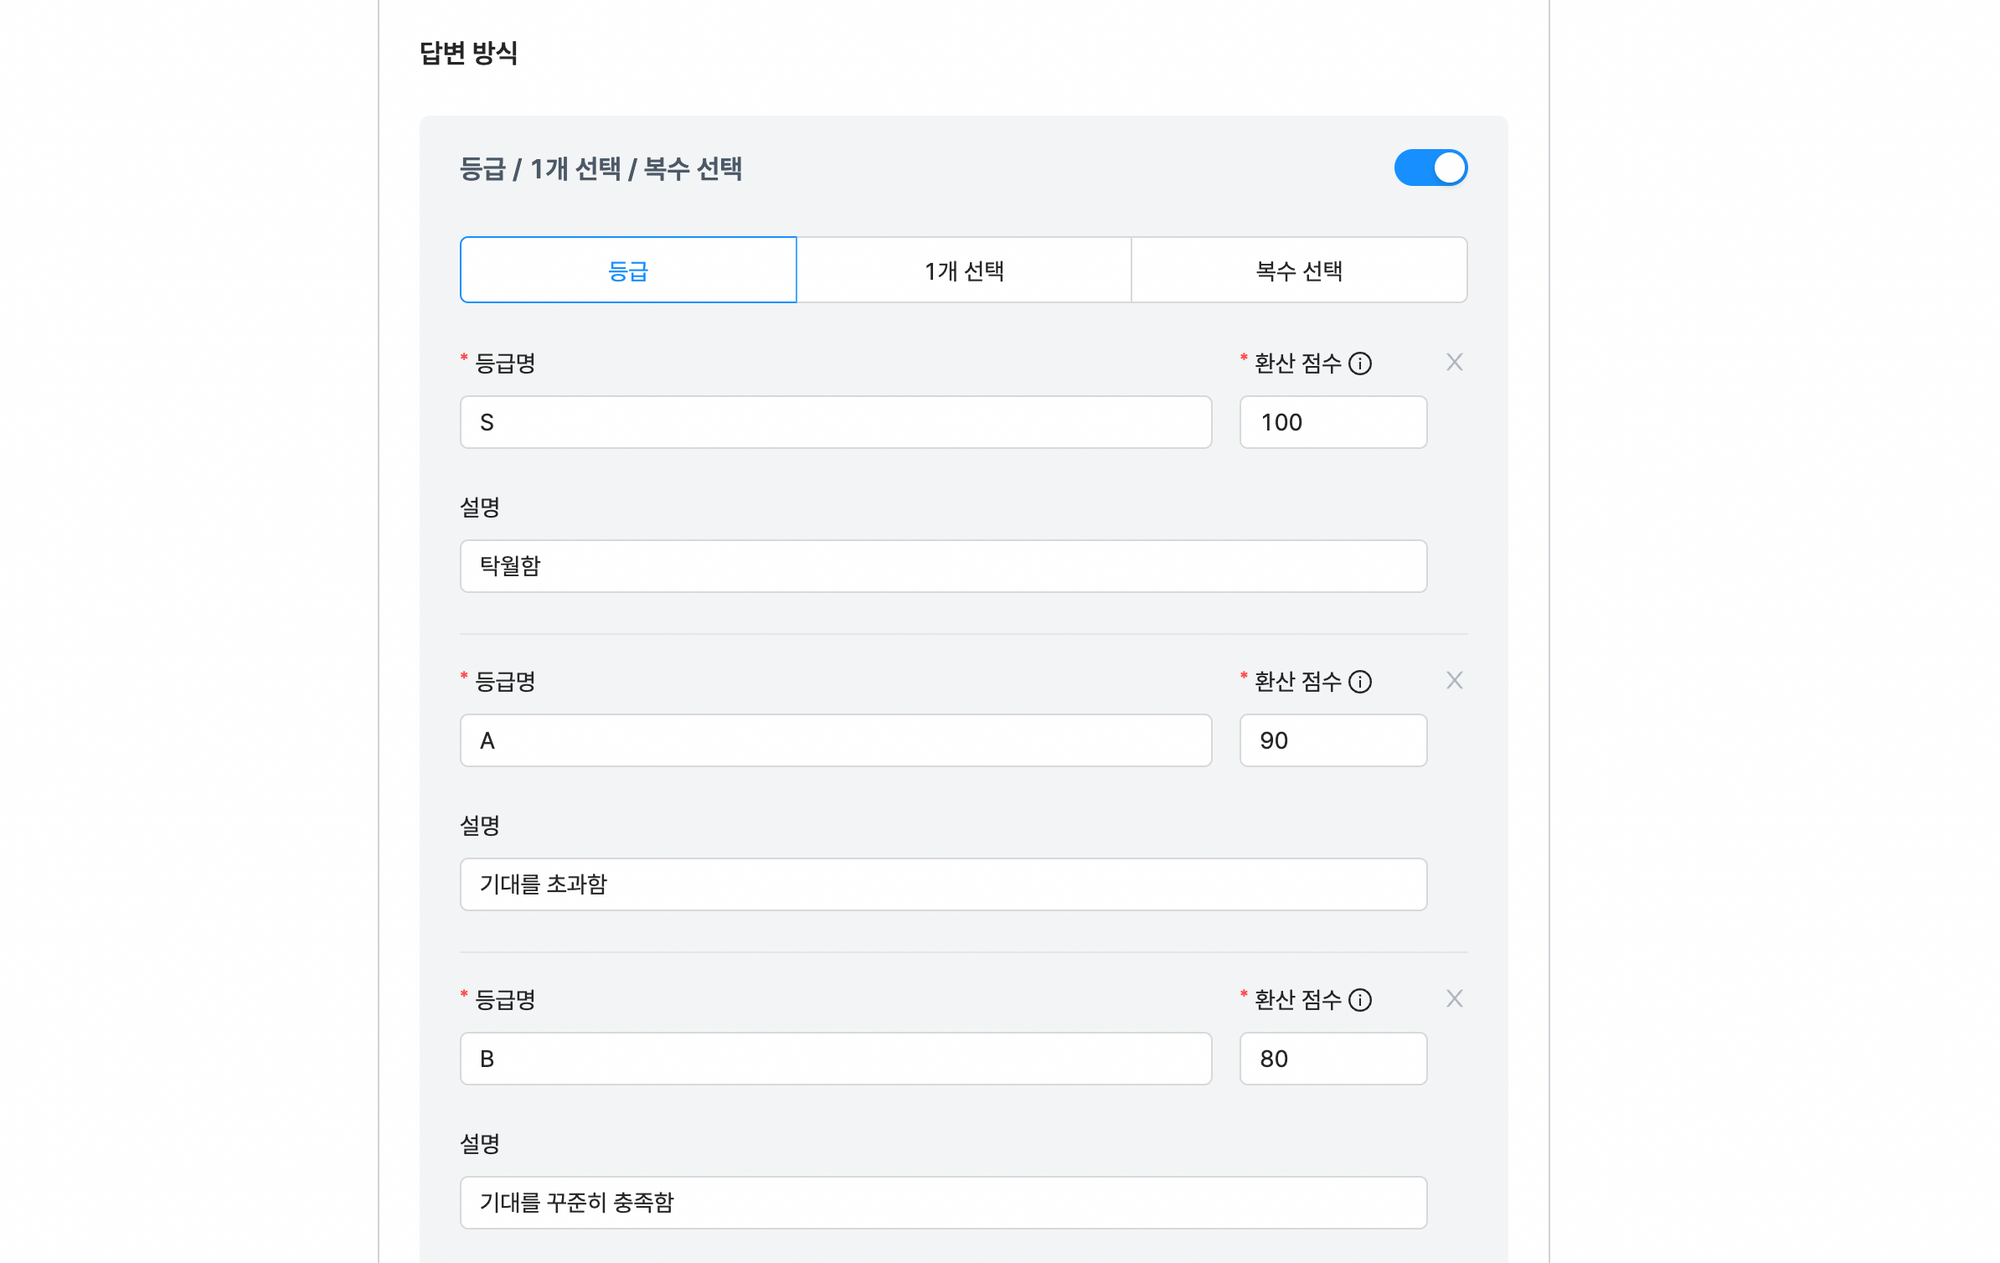 답변 방식
등급 / 1개 선택 / 복수 선택
등급 1개 선택 복수 선택
* 등급명 * 환산 점수
S 100
설명
탁월함
* 등급명 * 환산 점수
A 90
설명
기대를 초과함
* 등급명 * 환산 점수
B 80
설명
기대를 꾸준히 충족함